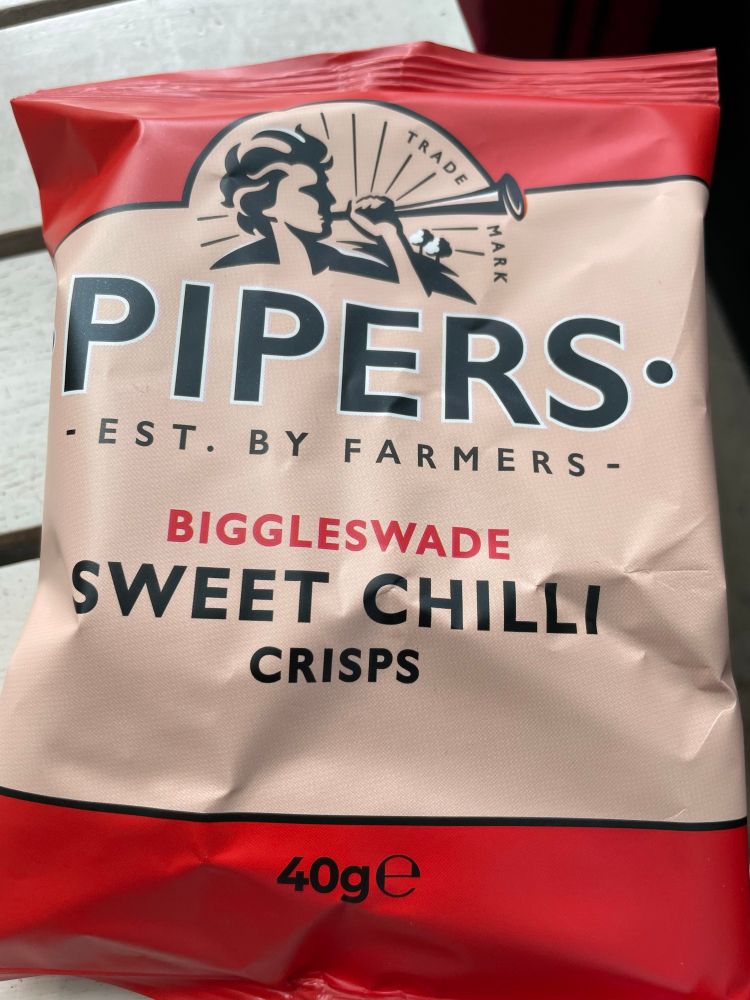 TRADE MARK
PIPERS
- EST. BY FARMERS -
BIGGLESWADE
SWEET CHILLI
CRISPS
40g℮